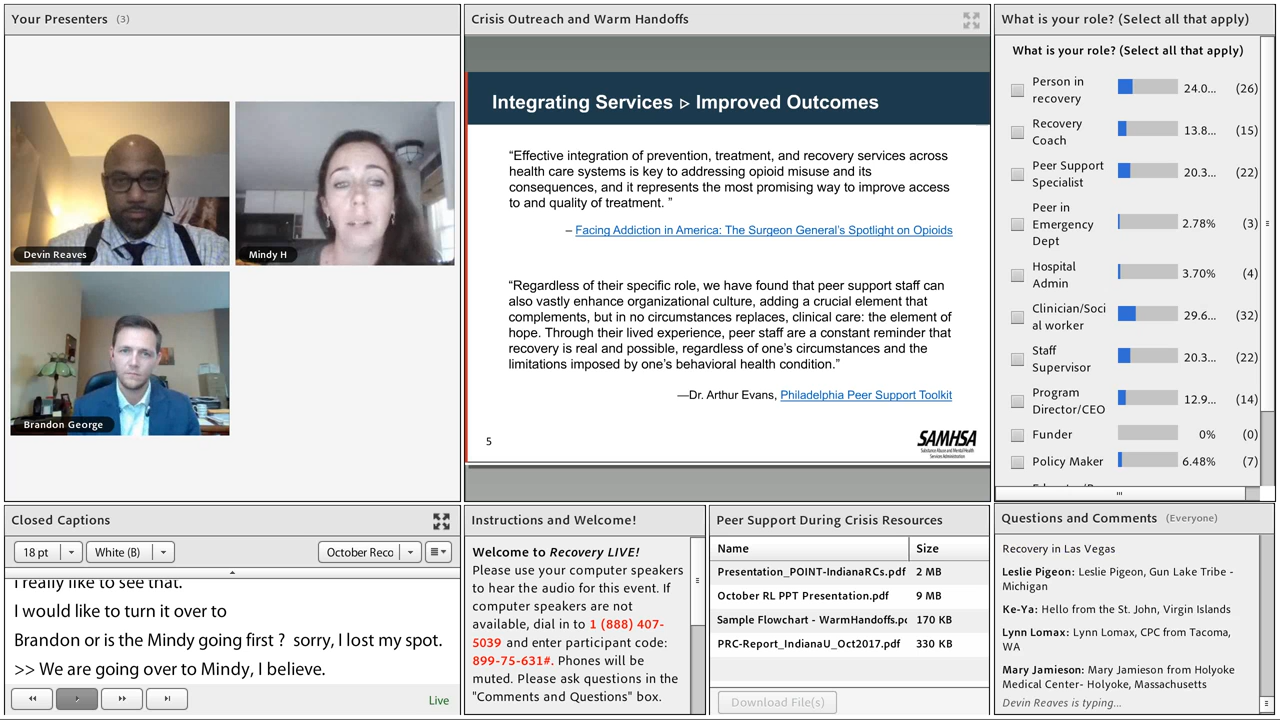 Your Presenters (3)
Devin Reaves
Mindy H
Brandon George
Crisis Outreach and Warm Handoffs
Integrating Services ▹ Improved Outcomes
“Effective integration of prevention, treatment, and recovery services across
health care systems is key to addressing opioid misuse and its
consequences, and it represents the most promising way to improve access
to and quality of treatment. ”
– Facing Addiction in America: The Surgeon General’s Spotlight on Opioids
“Regardless of their specific role, we have found that peer support staff can
also vastly enhance organizational culture, adding a crucial element that
complements, but in no circumstances replaces, clinical care: the element of
hope. Through their lived experience, peer staff are a constant reminder that
recovery is real and possible, regardless of one’s circumstances and the
limitations imposed by one’s behavioral health condition.”
—Dr. Arthur Evans, Philadelphia Peer Support Toolkit
5
SAMHSA
Substance Abuse and Mental Health
Services Administration
What is your role? (Select all that apply)
What is your role? (Select all that apply)
Person in
recovery
24.0... (26)
Recovery
Coach
13.8... (15)
Peer Support
Specialist
20.3... (22)
Peer in
Emergency
Dept
2.78% (3)
Hospital
Admin
3.70% (4)
Clinician/Soci
al worker
29.6... (32)
Staff
Supervisor
20.3... (22)
Program
Director/CEO
12.9... (14)
Funder 0% (0)
Policy Maker 6.48% (7)
Closed Captions
18 pt White (B) October Reco
I really like to see that.
I would like to turn it over to
Brandon or is the Mindy going first ? sorry, I lost my spot.
>> We are going over to Mindy, I believe.
Live
Instructions and Welcome!
Welcome to Recovery LIVE!
Please use your computer speakers
to hear the audio for this event. If
computer speakers are not
available, dial in to 1 (888) 407-
5039 and enter participant code:
899-75-631#. Phones will be
muted. Please ask questions in the
"Comments and Questions" box.
Peer Support During Crisis Resources
Name Size
Presentation_POINT-IndianaRCs.pdf 2 MB
October RL PPT Presentation.pdf 9 MB
Sample Flowchart - WarmHandoffs.pc 170 KB
PRC-Report_IndianaU_Oct2017.pdf 330 KB
Download File(s)
Questions and Comments (Everyone)
Recovery in Las Vegas
Leslie Pigeon: Leslie Pigeon, Gun Lake Tribe -
Michigan
Ke-Ya: Hello from the St. John, Virgin Islands
Lynn Lomax: Lynn Lomax, CPC from Tacoma,
WA
Mary Jamieson: Mary Jamieson from Holyoke
Medical Center- Holyoke, Massachusetts
Devin Reaves is typing...